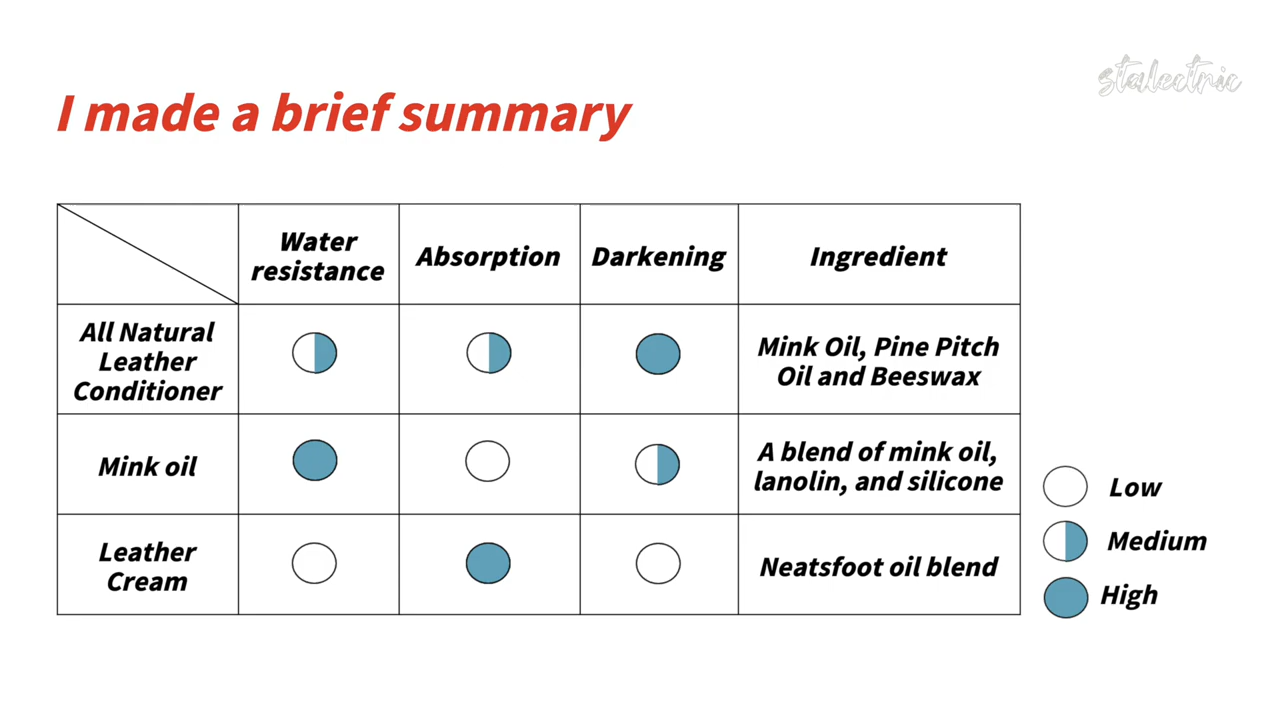 stalectric
I made a brief summary
Water
resistance
Absorption
Darkening
Ingredient
All Natural
Leather
Conditioner
Mink Oil, Pine Pitch
Oil and Beeswax
Mink oil
A blend of mink oil,
lanolin, and silicone
Leather
Cream
Neatsfoot oil blend
Low
Medium
High